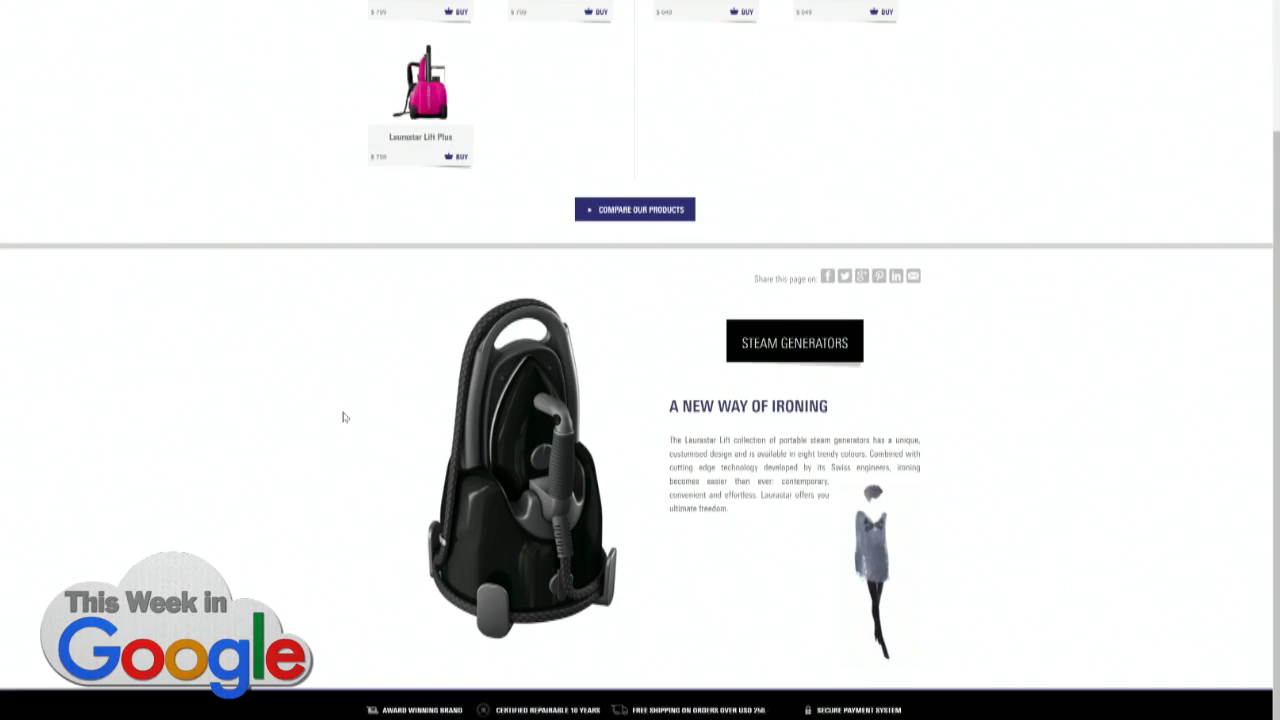 $ 799 BUY $ 799 BUY $ 649 BUY $ 649 BUY
Laurastar Lift Plus
$ 799 BUY
COMPARE OUR PRODUCTS
Share this page on:
STEAM GENERATORS
A NEW WAY OF IRONING
The Laurastar Lift collection of portable steam generators has a unique,
customised design and is available in eight trendy colours. Combined with
cutting edge technology developed by its Swiss engineers, ironing
becomes easier than ever: contemporary,
convenient and effortless. Laurastar offers you
ultimate freedom.
This Week in
Google
AWARD WINNING BRAND CERTIFIED REPAIRABLE 10 YEARS FREE SHIPPING ON ORDERS OVER USD 250. SECURE PAYMENT SYSTEM